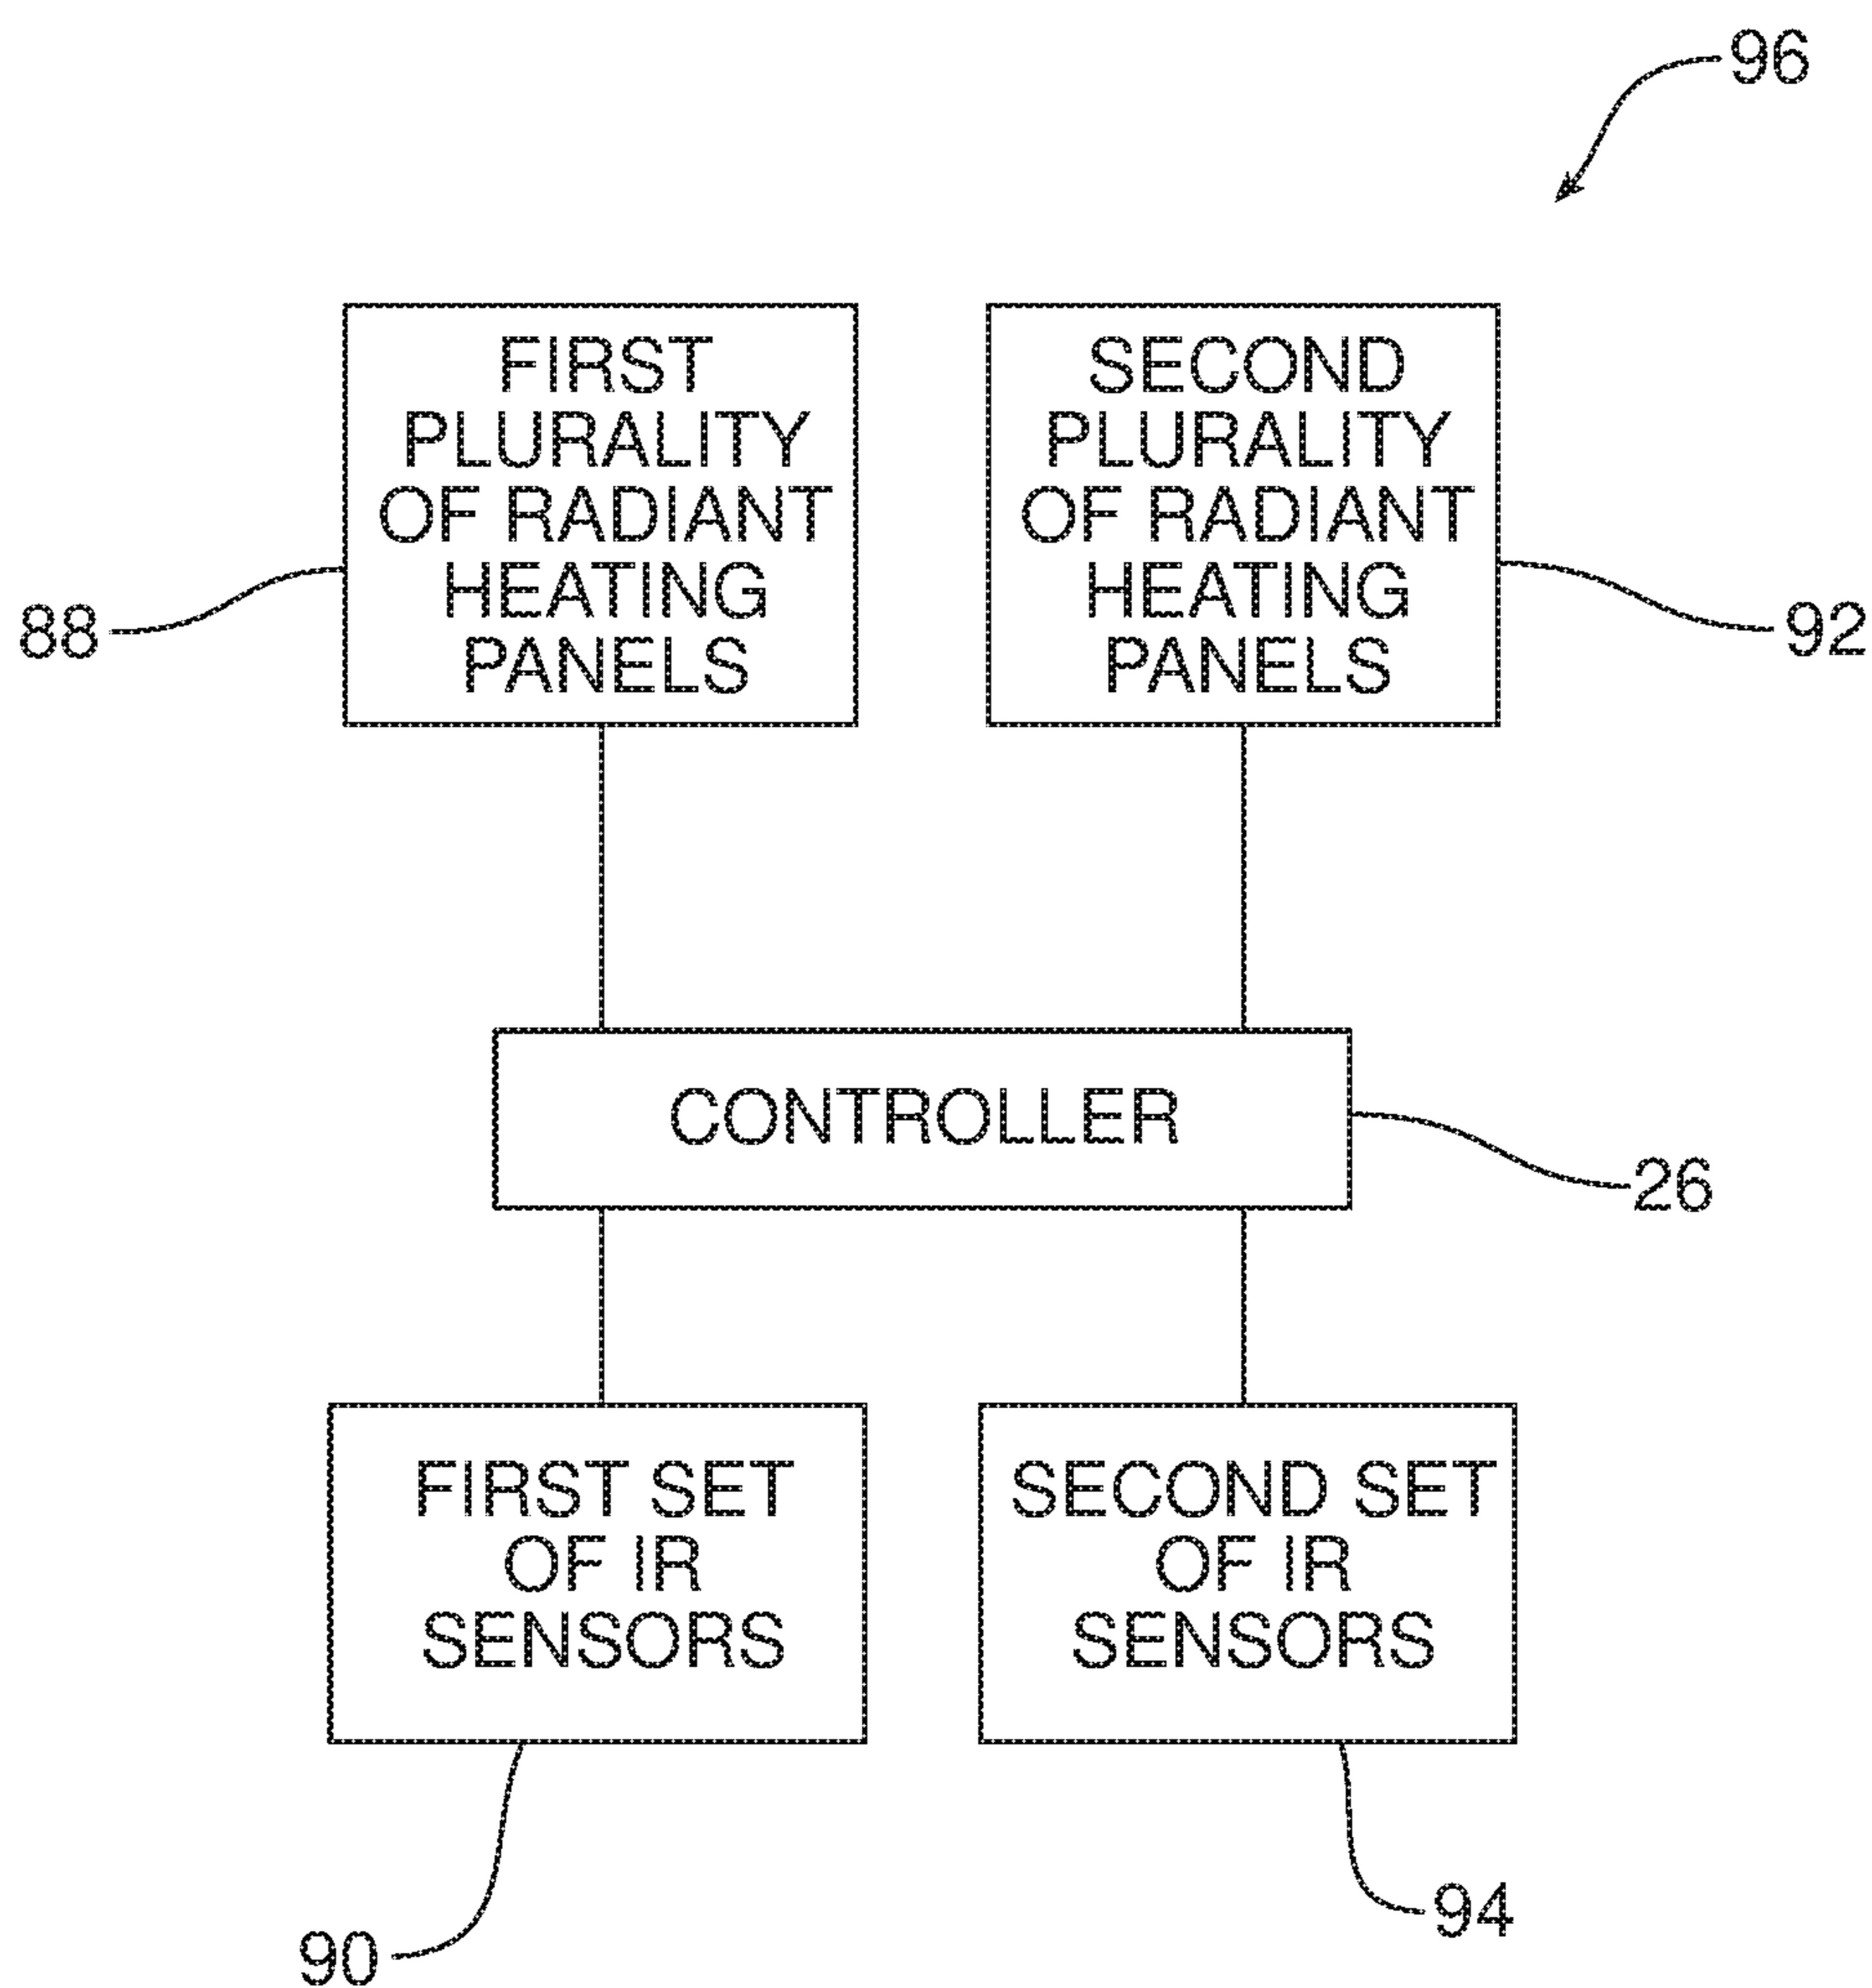 96
FIRST
PLURALITY
OF RADIANT
HEATING
PANELS
88
SECOND
PLURALITY
OF RADIANT
HEATING
PANELS
92
CONTROLLER
26
FIRST SET
OF IR
SENSORS
90
SECOND SET
OF IR
SENSORS
94